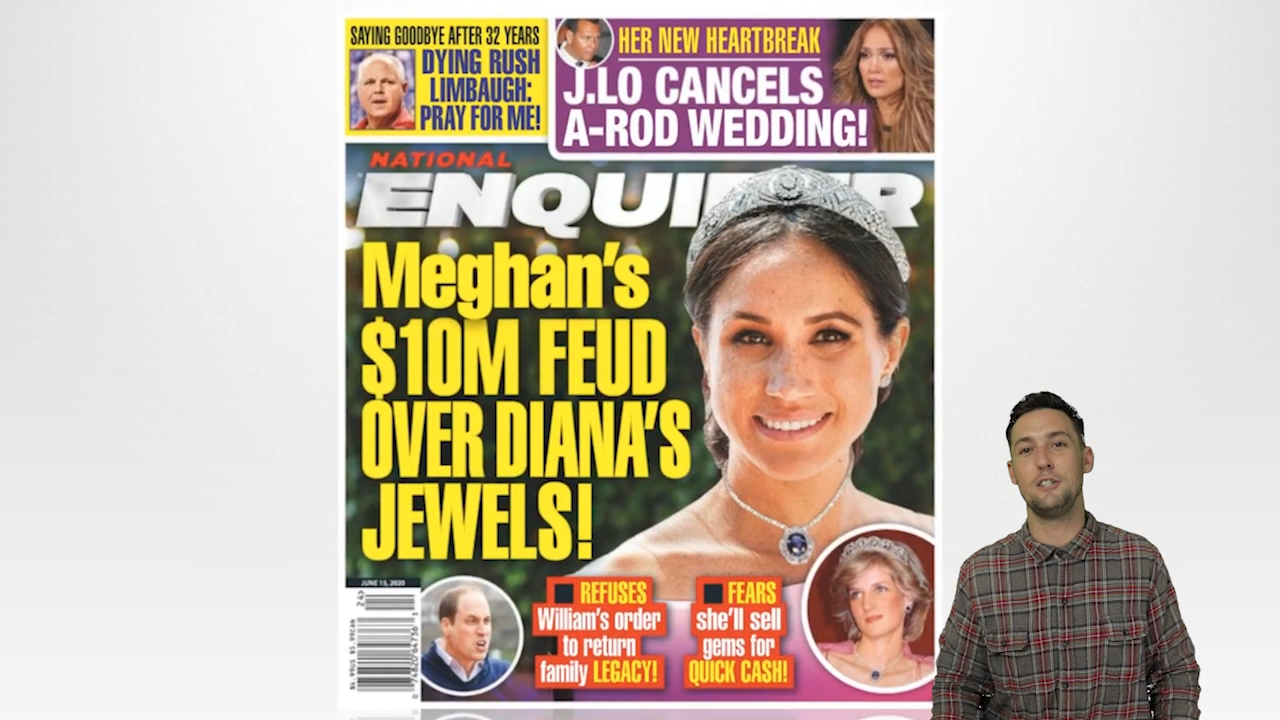 SAYING GOODBYE AFTER 32 YEARS
DYING RUSH
LIMBAUGH:
PRAY FOR ME!
HER NEW HEARTBREAK
J.LO CANCELS
A-ROD WEDDING!
NATIONAL
ENQUIRER
Meghan's
$10M FEUD
OVER DIANA'S
JEWELS!
JUNE 15, 2020
REFUSES
William's order
to return
family LEGACY!
FEARS
she'll sell
gems for
QUICK CASH!